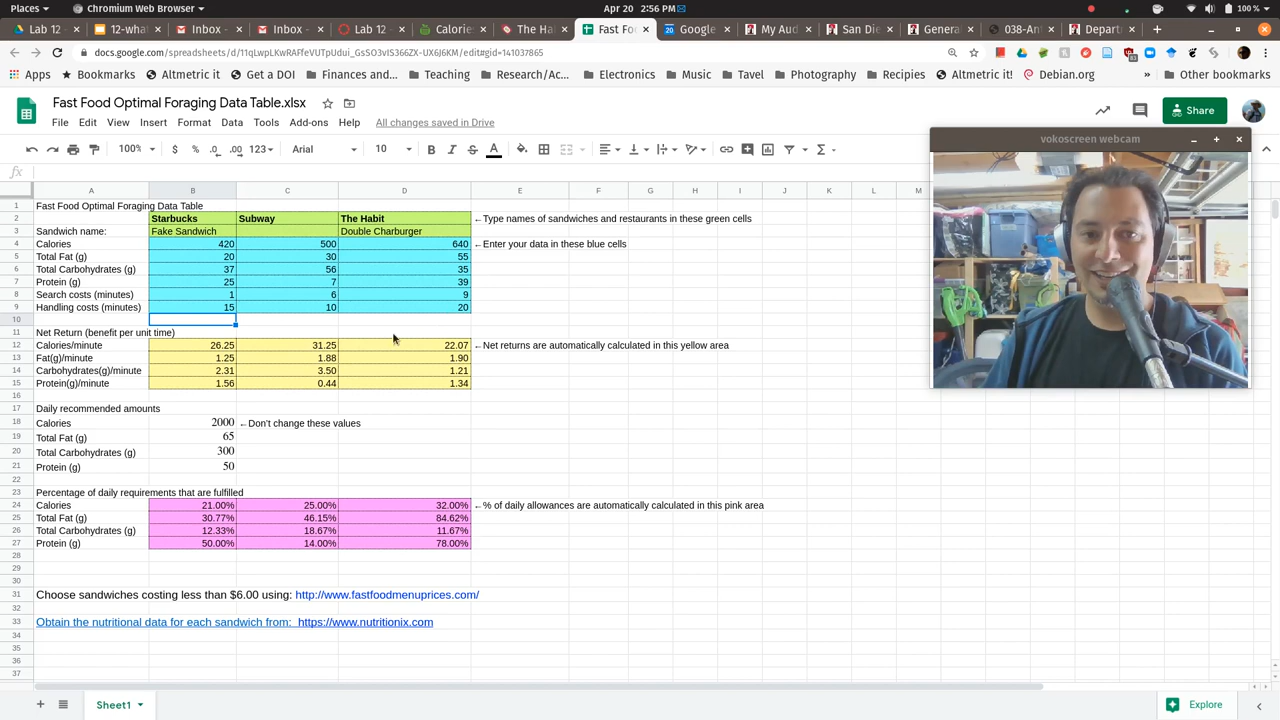 Places Chromium Web Browser Apr 20 2:56 PM 100 %
Lab 12 - 12-wha Inbox ( Inbox ( Calorie: The Ha Lab 12 Fast Fo Google My Aud San Die Genera 038-An Depart
docs.google.com/spreadsheets/d/11qLwpLKwRAFfeVUTpUdui_GsSO3vIS366ZX-UX6J6KM/edit#gid=141037865
Apps Bookmarks Altmetric it Get a DOI Finances and... Teaching Research/Ac... Electronics Music Tavel Photography Recipies Altmetric it! Debian.org » Other bookmarks
Fast Food Optimal Foraging Data Table.xlsx
Share
File Edit View Insert Format Data Tools Add-ons Help All changes saved in Drive
vokoscreen webcam
100% $ % .0 .00 123 Arial 10 B I S A
fx
A B C D E F G H I J K L M
1 Fast Food Optimal Foraging Data Table
2 Starbucks Subway The Habit ←Type names of sandwiches and restaurants in these green cells
3 Sandwich name: Fake Sandwich Double Charburger
4 Calories 420 500 640 ←Enter your data in these blue cells
5 Total Fat (g) 20 30 55
6 Total Carbohydrates (g) 37 56 35
7 Protein (g) 25 7 39
8 Search costs (minutes) 1 6 9
9 Handling costs (minutes) 15 10 20
10
11 Net Return (benefit per unit time)
12 Calories/minute 26.25 31.25 22.07 ←Net returns are automatically calculated in this yellow area
13 Fat(g)/minute 1.25 1.88 1.90
14 Carbohydrates(g)/minute 2.31 3.50 1.21
15 Protein(g)/minute 1.56 0.44 1.34
16
17 Daily recommended amounts
18 Calories 2000 ←Don't change these values
19 Total Fat (g) 65
20 Total Carbohydrates (g) 300
21 Protein (g) 50
22
23 Percentage of daily requirements that are fulfilled
24 Calories 21.00% 25.00% 32.00% ←% of daily allowances are automatically calculated in this pink area
25 Total Fat (g) 30.77% 46.15% 84.62%
26 Total Carbohydrates (g) 12.33% 18.67% 11.67%
27 Protein (g) 50.00% 14.00% 78.00%
28
29
30
31 Choose sandwiches costing less than $6.00 using: http://www.fastfoodmenuprices.com/
32
33 Obtain the nutritional data for each sandwich from: https://www.nutritionix.com
34
35
36
37
Sheet1
Explore